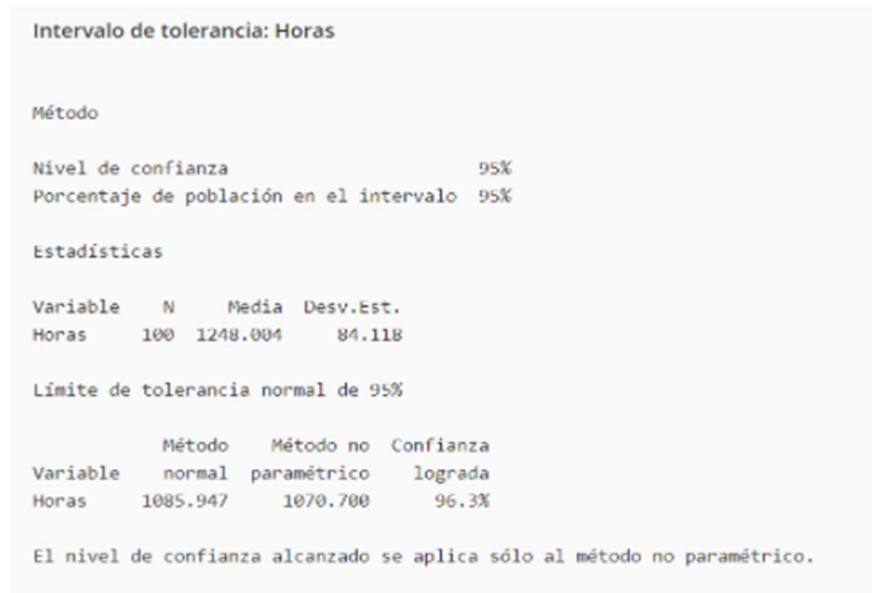 Intervalo de tolerancia: Horas
Método
Nivel de confianza 95%
Porcentaje de población en el intervalo 95%
Estadísticas
Variable N Media Desv.Est.
Horas 100 1248.004 84.118
Límite de tolerancia normal de 95%
Método Método no Confianza
Variable normal paramétrico lograda
Horas 1085.947 1070.700 96.3%
El nivel de confianza alcanzado se aplica sólo al método no paramétrico.